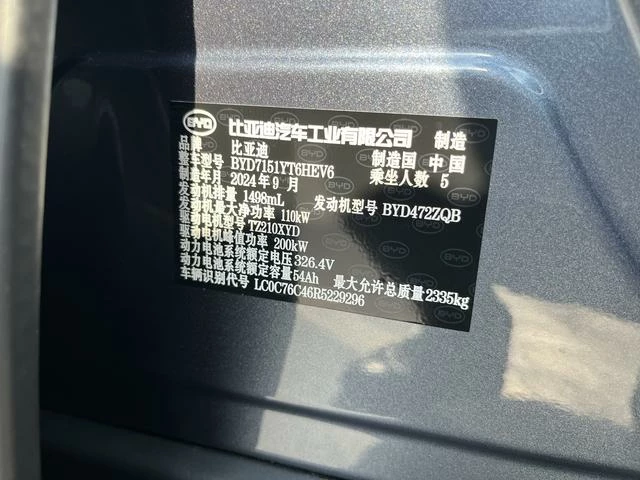 BYD 比亚迪汽车工业有限公司 制造
品牌 比亚迪 制造国 中国
整车型号 BYD7151YT6HEV6 乘坐人数 5
制造年月 2024年9月
发动机排量 1498mL 发动机型号 BYD472ZQB
发动机最大净功率 110kW
驱动电机型号 TZ210XYD
驱动电机峰值功率 200kW
动力电池系统额定电压 326.4V
动力电池系统额定容量 54Ah 最大允许总质量 2335kg
车辆识别代号 LC0C76C46R5229296